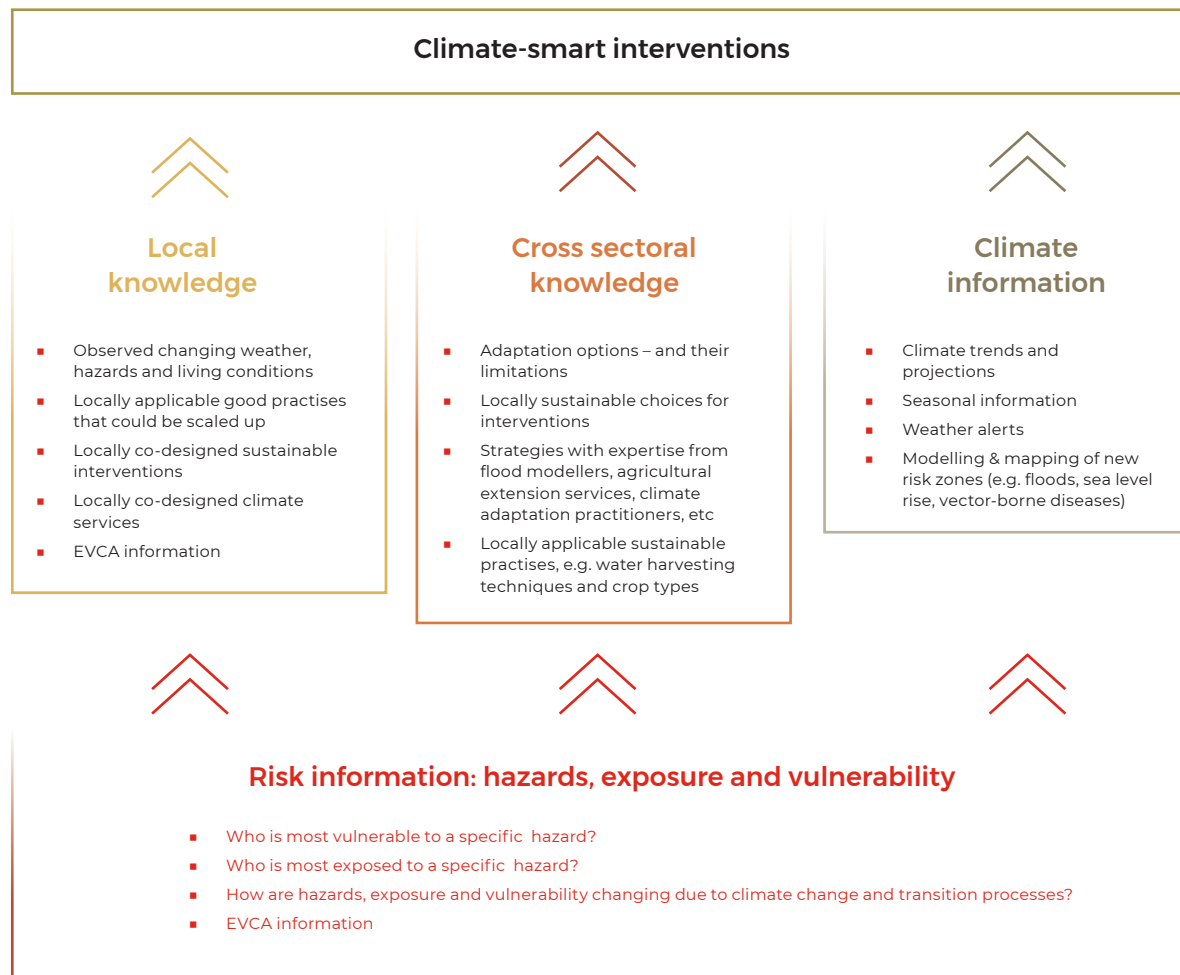 Climate-smart interventions
Local
knowledge
■ Observed changing weather,
hazards and living conditions
■ Locally applicable good practises
that could be scaled up
■ Locally co-designed sustainable
interventions
■ Locally co-designed climate
services
■ EVCA information
Cross sectoral
knowledge
■ Adaptation options – and their
limitations
■ Locally sustainable choices for
interventions
■ Strategies with expertise from
flood modellers, agricultural
extension services, climate
adaptation practitioners, etc
■ Locally applicable sustainable
practises, e.g. water harvesting
techniques and crop types
Climate
information
■ Climate trends and
projections
■ Seasonal information
■ Weather alerts
■ Modelling & mapping of new
risk zones (e.g. floods, sea level
rise, vector-borne diseases)
Risk information: hazards, exposure and vulnerability
■ Who is most vulnerable to a specific hazard?
■ Who is most exposed to a specific hazard?
■ How are hazards, exposure and vulnerability changing due to climate change and transition processes?
■ EVCA information